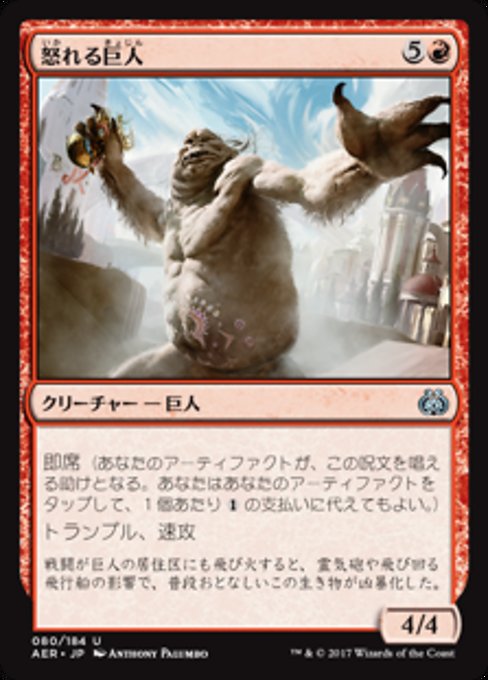 怒れる巨人
いか
きょじん
5
クリーチャー — 巨人
即席（あなたのアーティファクトが、この呪文を唱え
る助けとなる。あなたはあなたのアーティファクトを
タップして、１個あたり 1 の支払いに代えてもよい。）
トランプル、速攻
戦闘が巨人の居住区にも飛び火すると、霊気砲や飛び回る
飛行船の影響で、普段おとなしいこの生き物が凶暴化した。
4/4
080/184 U
AER • JP Anthony Palumbo
™ & © 2017 Wizards of the Coast